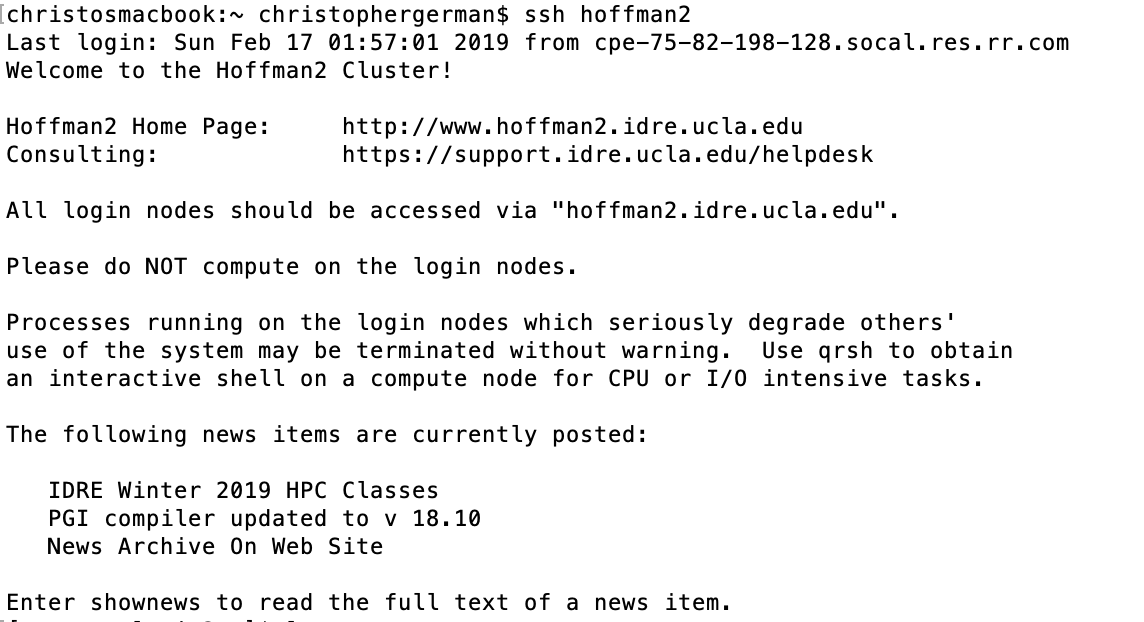 [christosmacbook:~ christophergerman$ ssh hoffman2
Last login: Sun Feb 17 01:57:01 2019 from cpe-75-82-198-128.socal.res.rr.com
Welcome to the Hoffman2 Cluster!
Hoffman2 Home Page:     http://www.hoffman2.idre.ucla.edu
Consulting:             https://support.idre.ucla.edu/helpdesk
All login nodes should be accessed via "hoffman2.idre.ucla.edu".
Please do NOT compute on the login nodes.
Processes running on the login nodes which seriously degrade others'
use of the system may be terminated without warning.  Use qrsh to obtain
an interactive shell on a compute node for CPU or I/O intensive tasks.
The following news items are currently posted:
   IDRE Winter 2019 HPC Classes
   PGI compiler updated to v 18.10
   News Archive On Web Site
Enter shownews to read the full text of a news item.